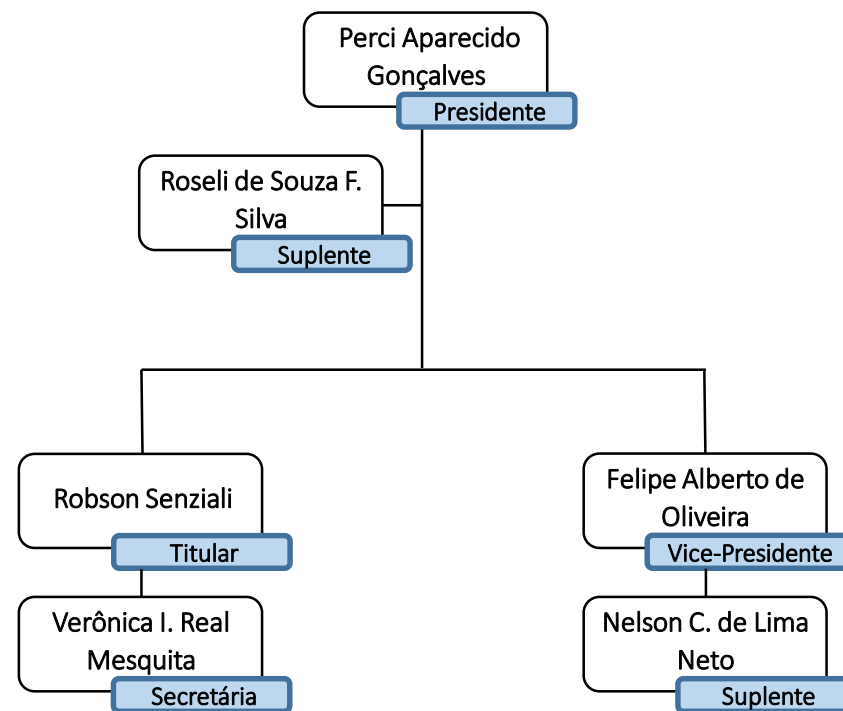 Perci Aparecido
Gonçalves
Presidente
Roseli de Souza F.
Silva
Suplente
Robson Senziali
Titular
Felipe Alberto de
Oliveira
Vice-Presidente
Verônica I. Real
Mesquita
Secretária
Nelson C. de Lima
Neto
Suplente